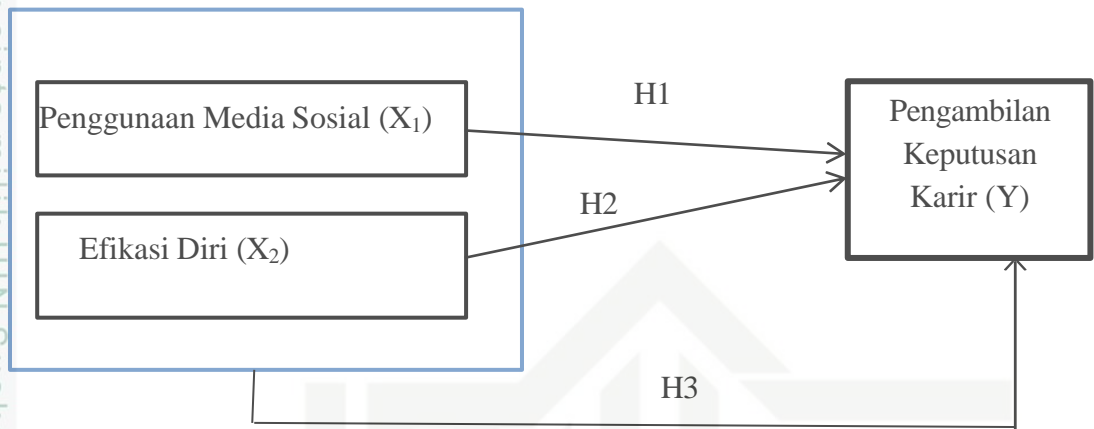 H1
Penggunaan Media Sosial (X₁)
Pengambilan
Keputusan
Karir (Y)
H2
Efikasi Diri (X₂)
H3